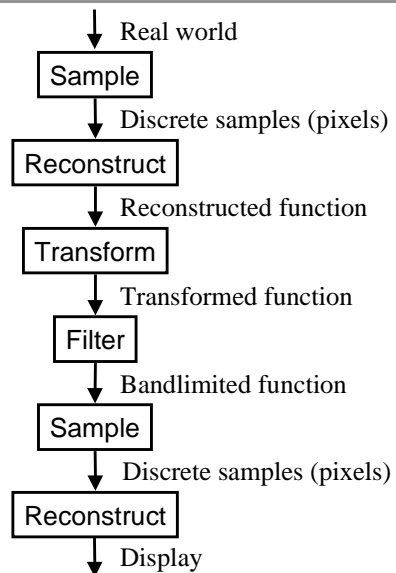 Real world
Sample
Discrete samples (pixels)
Reconstruct
Reconstructed function
Transform
Transformed function
Filter
Bandlimited function
Sample
Discrete samples (pixels)
Reconstruct
Display